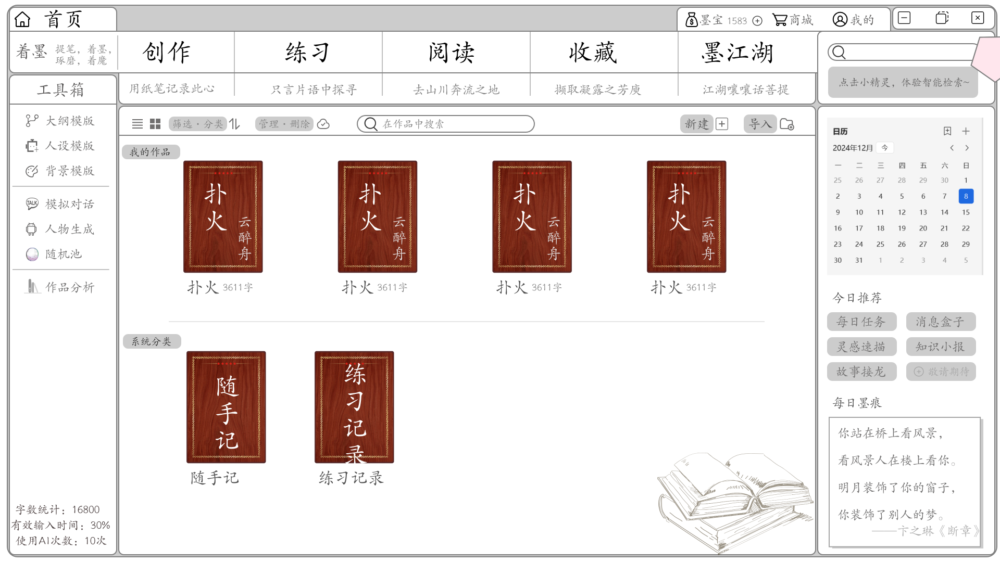 首页
墨宝 1583
商城
我的
着墨
提笔，着墨，
琢磨，着魔
创作
练习
阅读
收藏
墨江湖
用纸笔记录此心
只言片语中探寻
去山川奔流之地
撷取凝露之芳庾
江湖嚷嚷话菩提
点击小精灵，体验智能检索~
工具箱
大纲模版
人设模版
背景模版
TALK
模拟对话
人物生成
随机池
作品分析
字数统计：16800
有效输入时间：30%
使用AI次数：10次
筛选·分类
管理·删除
在作品中搜索
新建
导入
我的作品
扑火
云醉舟
扑火 3611字
扑火
云醉舟
扑火 3611字
扑火
云醉舟
扑火 3611字
扑火
云醉舟
扑火 3611字
系统分类
随手记
随手记
练习记录
练习记录
日历
2024年12月 今
一 二 三 四 五 六 日
25 26 27 28 29 30 1
2 3 4 5 6 7 8
9 10 11 12 13 14 15
16 17 18 19 20 21 22
23 24 25 26 27 28 29
30 31 1 2 3 4 5
今日推荐
每日任务
消息盒子
灵感速描
知识小报
故事接龙
敬请期待
每日墨痕
你站在桥上看风景，
看风景人在楼上看你。
明月装饰了你的窗子，
你装饰了别人的梦。
——卞之琳《断章》